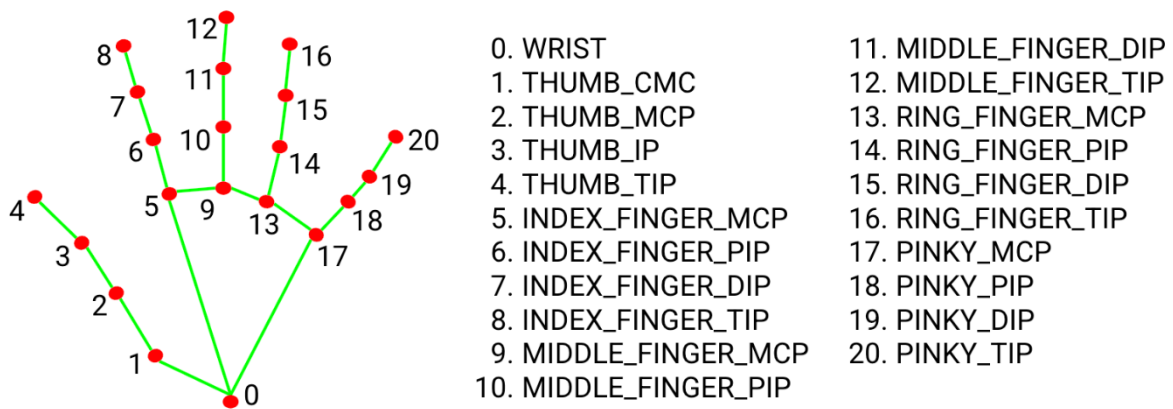 12
8
16
11
7
15
10
20
6
14
19
4
5
9
13
18
3
17
2
1
0
0. WRIST
1. THUMB_CMC
2. THUMB_MCP
3. THUMB_IP
4. THUMB_TIP
5. INDEX_FINGER_MCP
6. INDEX_FINGER_PIP
7. INDEX_FINGER_DIP
8. INDEX_FINGER_TIP
9. MIDDLE_FINGER_MCP
10. MIDDLE_FINGER_PIP
11. MIDDLE_FINGER_DIP
12. MIDDLE_FINGER_TIP
13. RING_FINGER_MCP
14. RING_FINGER_PIP
15. RING_FINGER_DIP
16. RING_FINGER_TIP
17. PINKY_MCP
18. PINKY_PIP
19. PINKY_DIP
20. PINKY_TIP